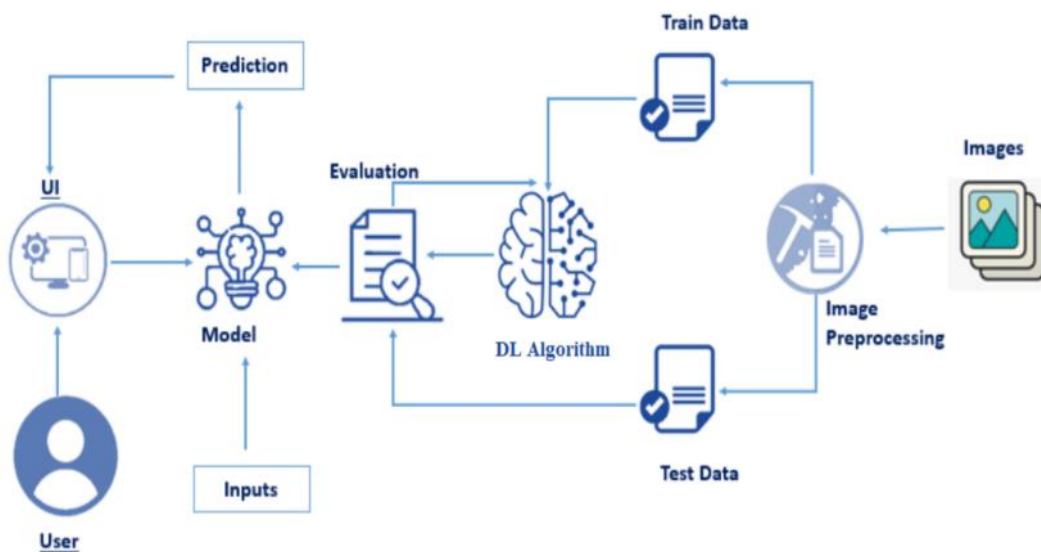 Train Data
Prediction
Images
Evaluation
UI
Image
Preprocessing
Model
DL Algorithm
Test Data
Inputs
User